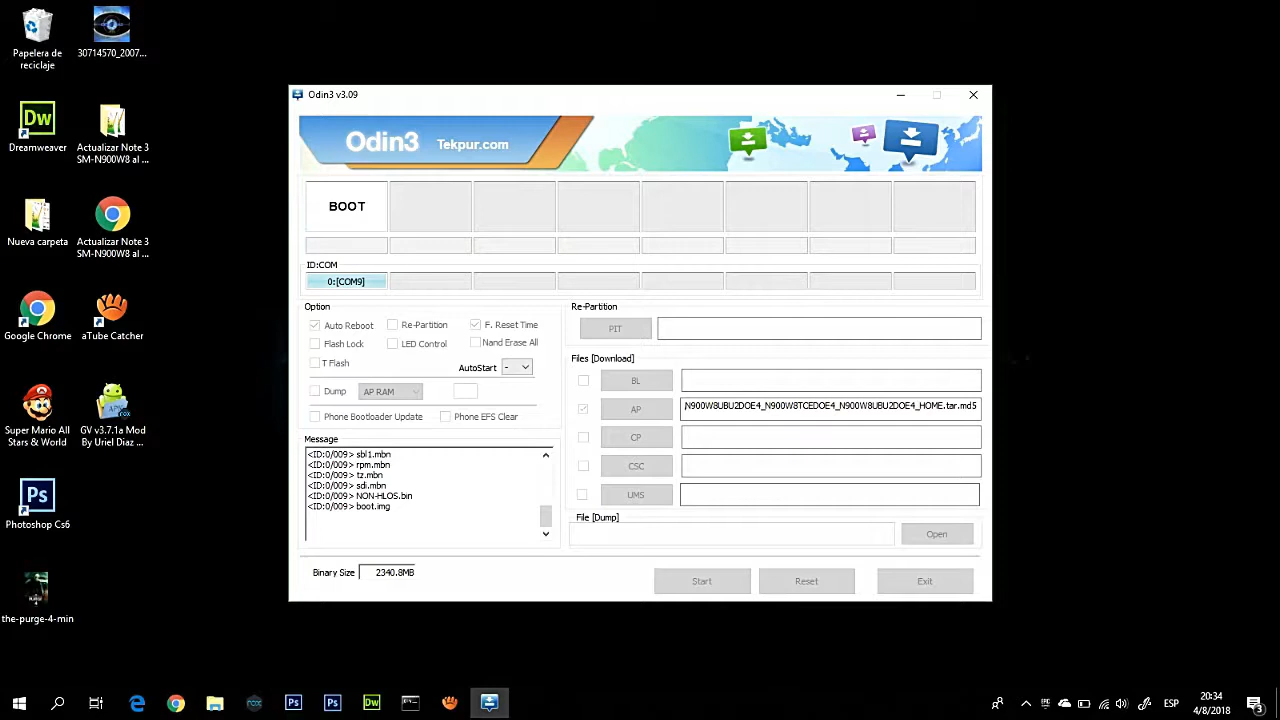 Papelera de
reciclaje
30714570_2007...
Dreamweaver
Actualizar Note 3
SM-N900W8 al ...
Nueva carpeta
Actualizar Note 3
SM-N900W8 al ...
Google Chrome
aTube Catcher
Super Mario All
Stars & World
GV v3.7.1a Mod
By Uriel Diaz ...
Photoshop Cs6
the-purge-4-min
Odin3 v3.09
Odin3 Tekpur.com
BOOT
ID:COM
0:[COM9]
Option
Auto Reboot Re-Partition F. Reset Time
Flash Lock LED Control Nand Erase All
T Flash AutoStart -
Dump AP RAM
Phone Bootloader Update Phone EFS Clear
Message
<ID:0/009> sbl1.mbn
<ID:0/009> rpm.mbn
<ID:0/009> tz.mbn
<ID:0/009> sdi.mbn
<ID:0/009> NON-HLOS.bin
<ID:0/009> boot.img
Binary Size 2340.8MB
Re-Partition
PIT
Files [Download]
BL
AP N900W8UBU2DOE4_N900W8TCEDOE4_N900W8UBU2DOE4_HOME.tar.md5
CP
CSC
UMS
File [Dump]
Open
Start Reset Exit
Dw
Ps
Ps
Ps
Dw
ESP
20:34
4/8/2018
3